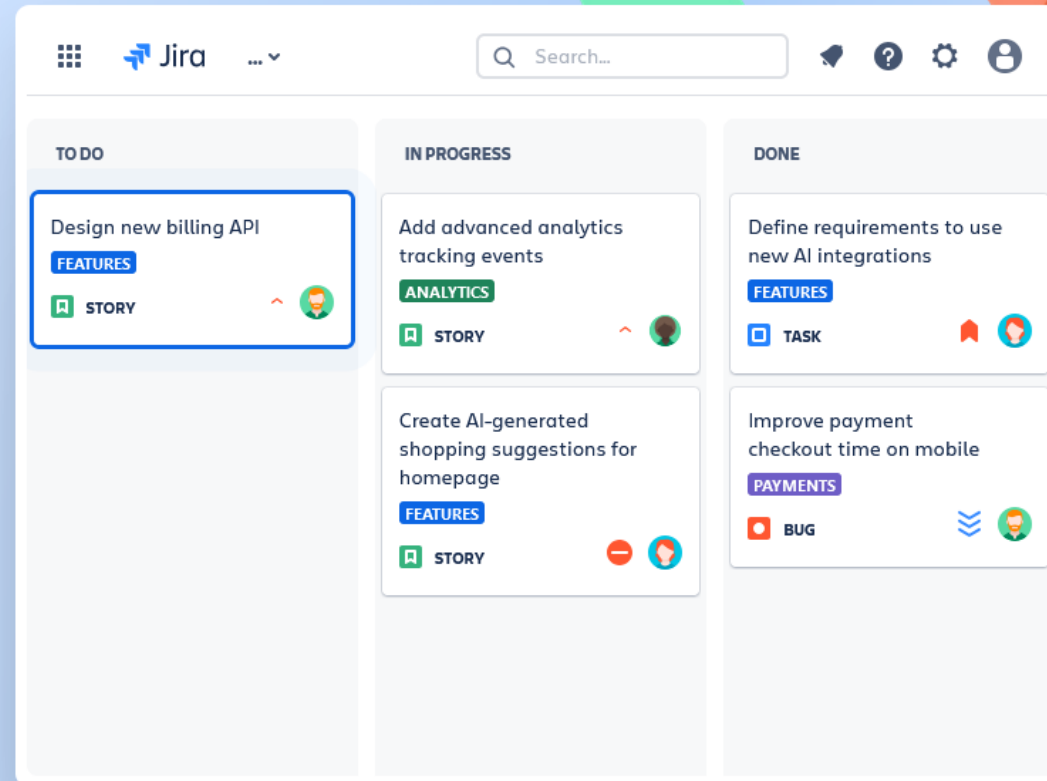 Jira
...
Search...
TO DO
Design new billing API
FEATURES
STORY
IN PROGRESS
Add advanced analytics
tracking events
ANALYTICS
STORY
Create AI-generated
shopping suggestions for
homepage
FEATURES
STORY
DONE
Define requirements to use
new AI integrations
FEATURES
TASK
Improve payment
checkout time on mobile
PAYMENTS
BUG